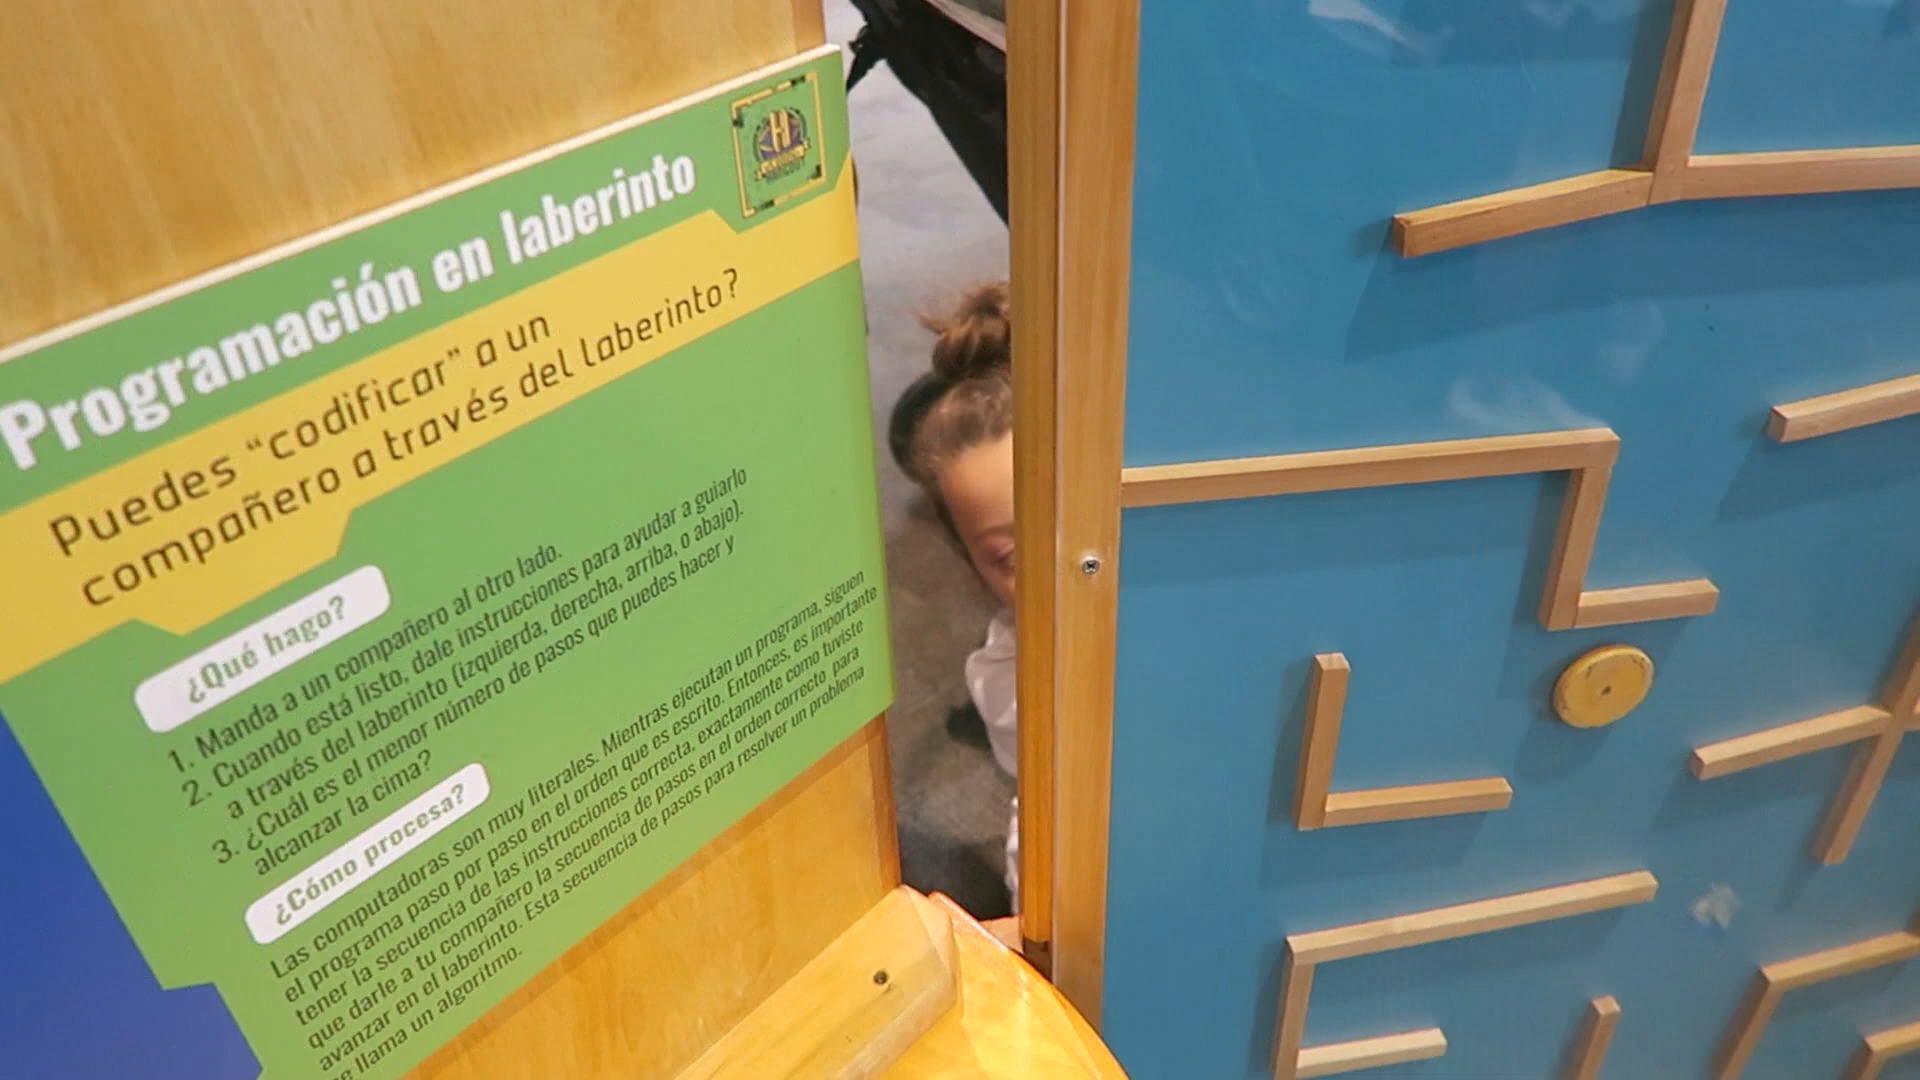 Programación en laberinto
Puedes “codificar” a un
compañero a través del laberinto?
¿Qué hago?
1. Manda a un compañero al otro lado.
2. Cuando está listo, dale instrucciones para ayudar a guiarlo
a través del laberinto (izquierda, derecha, arriba, o abajo).
3. ¿Cuál es el menor número de pasos que puedes hacer y
alcanzar la cima?
¿Cómo procesa?
Las computadoras son muy literales. Mientras ejecutan un programa, siguen
el programa paso por paso en el orden que es escrito. Entonces, es importante
tener la secuencia de las instrucciones correcta, exactamente como tuviste
que darle a tu compañero la secuencia de pasos en el orden correcto para
avanzar en el laberinto. Esta secuencia de pasos para resolver un problema
se llama un algoritmo.